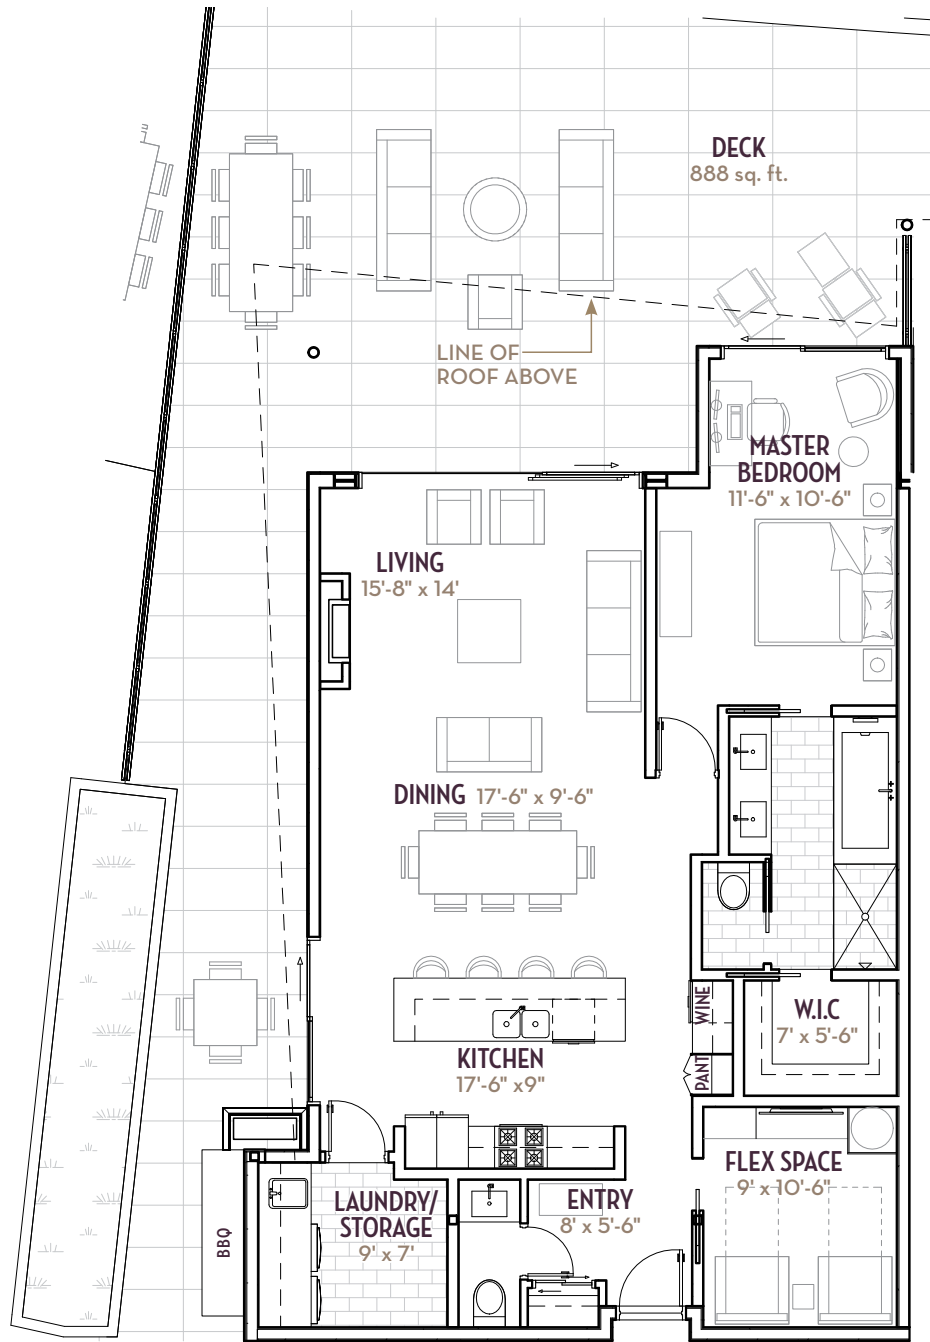 DECK
888 sq. ft.
LINE OF
ROOF ABOVE
MASTER
BEDROOM
11'-6" x 10'-6"
LIVING
15'-8" x 14'
DINING 17'-6" x 9'-6"
WINE
W.I.C
7' x 5'-6"
KITCHEN
17'-6" x9"
PANT
FLEX SPACE
9' x 10'-6"
LAUNDRY/
STORAGE
9' x 7'
ENTRY
8' x 5'-6"
BBQ